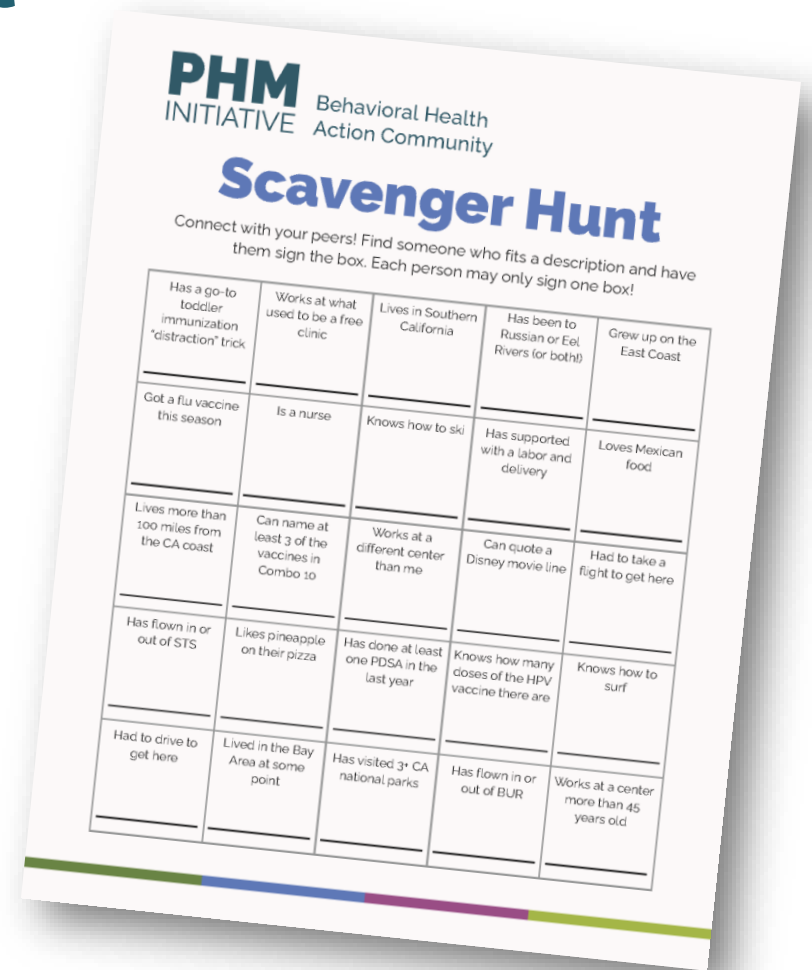 PHM
INITIATIVE
Behavioral Health
Action Community
Scavenger Hunt
Connect with your peers! Find someone who fits a description and have
them sign the box. Each person may only sign one box!
Has a go-to
toddler
immunization
"distraction" trick
Works at what
used to be a free
clinic
Lives in Southern
California
Has been to
Russian or Eel
Rivers (or both!)
Grew up on the
East Coast
Got a flu vaccine
this season
Is a nurse
Knows how to ski
Has supported
with a labor and
delivery
Loves Mexican
food
Lives more than
100 miles from
the CA coast
Can name at
least 3 of the
vaccines in
Combo 10
Works at a
different center
than me
Can quote a
Disney movie line
Had to take a
flight to get here
Has flown in or
out of STS
Likes pineapple
on their pizza
Has done at least
one PDSA in the
last year
Knows how many
doses of the HPV
vaccine there are
Knows how to
surf
Had to drive to
get here
Lived in the Bay
Area at some
point
Has visited 3+ CA
national parks
Has flown in or
out of BUR
Works at a center
more than 45
years old